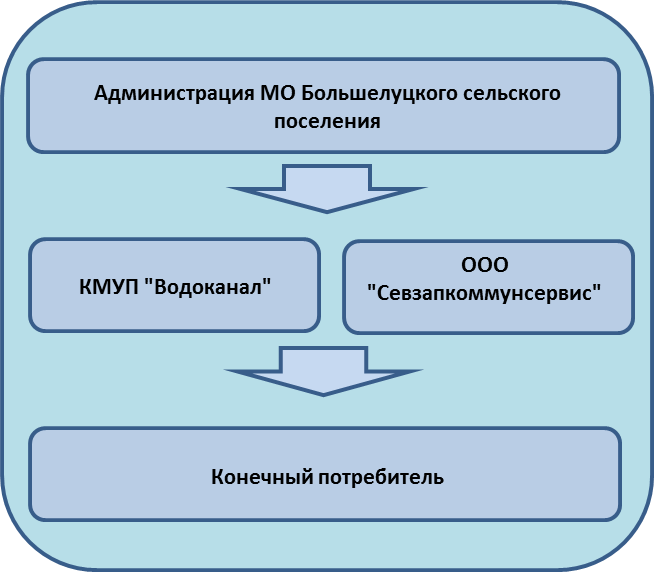 Администрация МО Большелуцкого сельского
поселения
КМУП "Водоканал"
ООО
"Севзапкоммунсервис"
Конечный потребитель